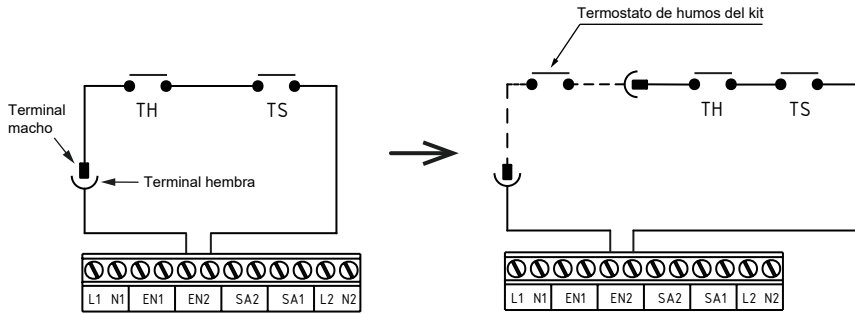 Termostato de humos del kit
TH
TS
Terminal
macho
Terminal hembra
L1 N1 EN1 EN2 SA2 SA1 L2 N2
TH
TS
L1 N1 EN1 EN2 SA2 SA1 L2 N2